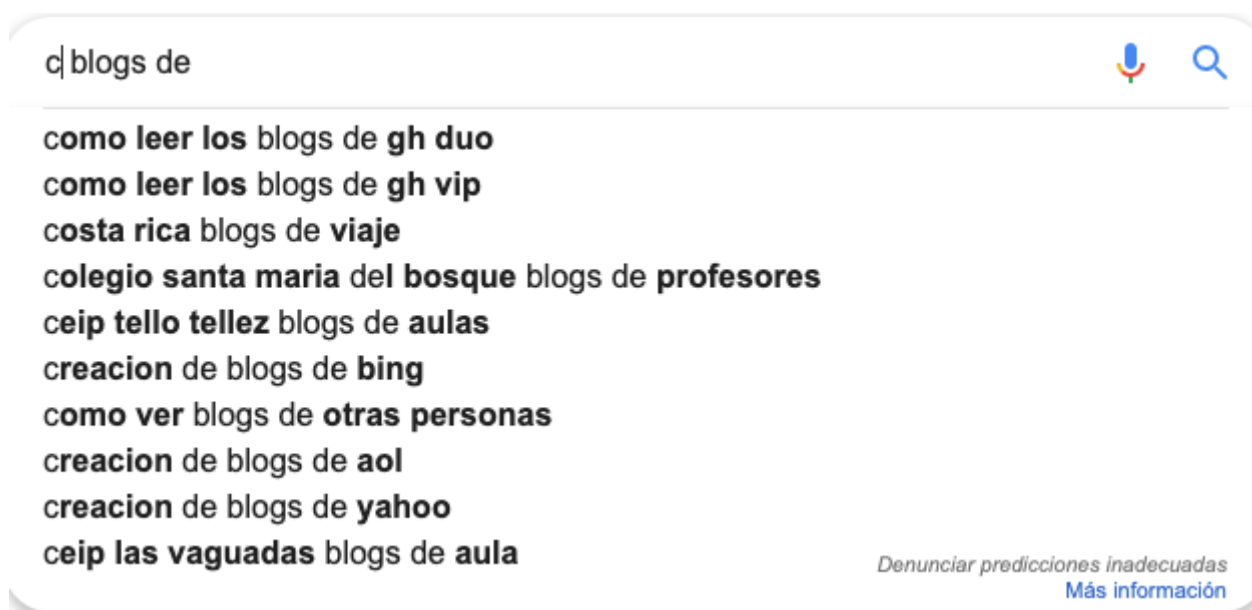 c blogs de
como leer los blogs de gh duo
como leer los blogs de gh vip
costa rica blogs de viaje
colegio santa maria del bosque blogs de profesores
ceip tello tellez blogs de aulas
creacion de blogs de bing
como ver blogs de otras personas
creacion de blogs de aol
creacion de blogs de yahoo
ceip las vaguadas blogs de aula
Denunciar predicciones inadecuadas
Más información